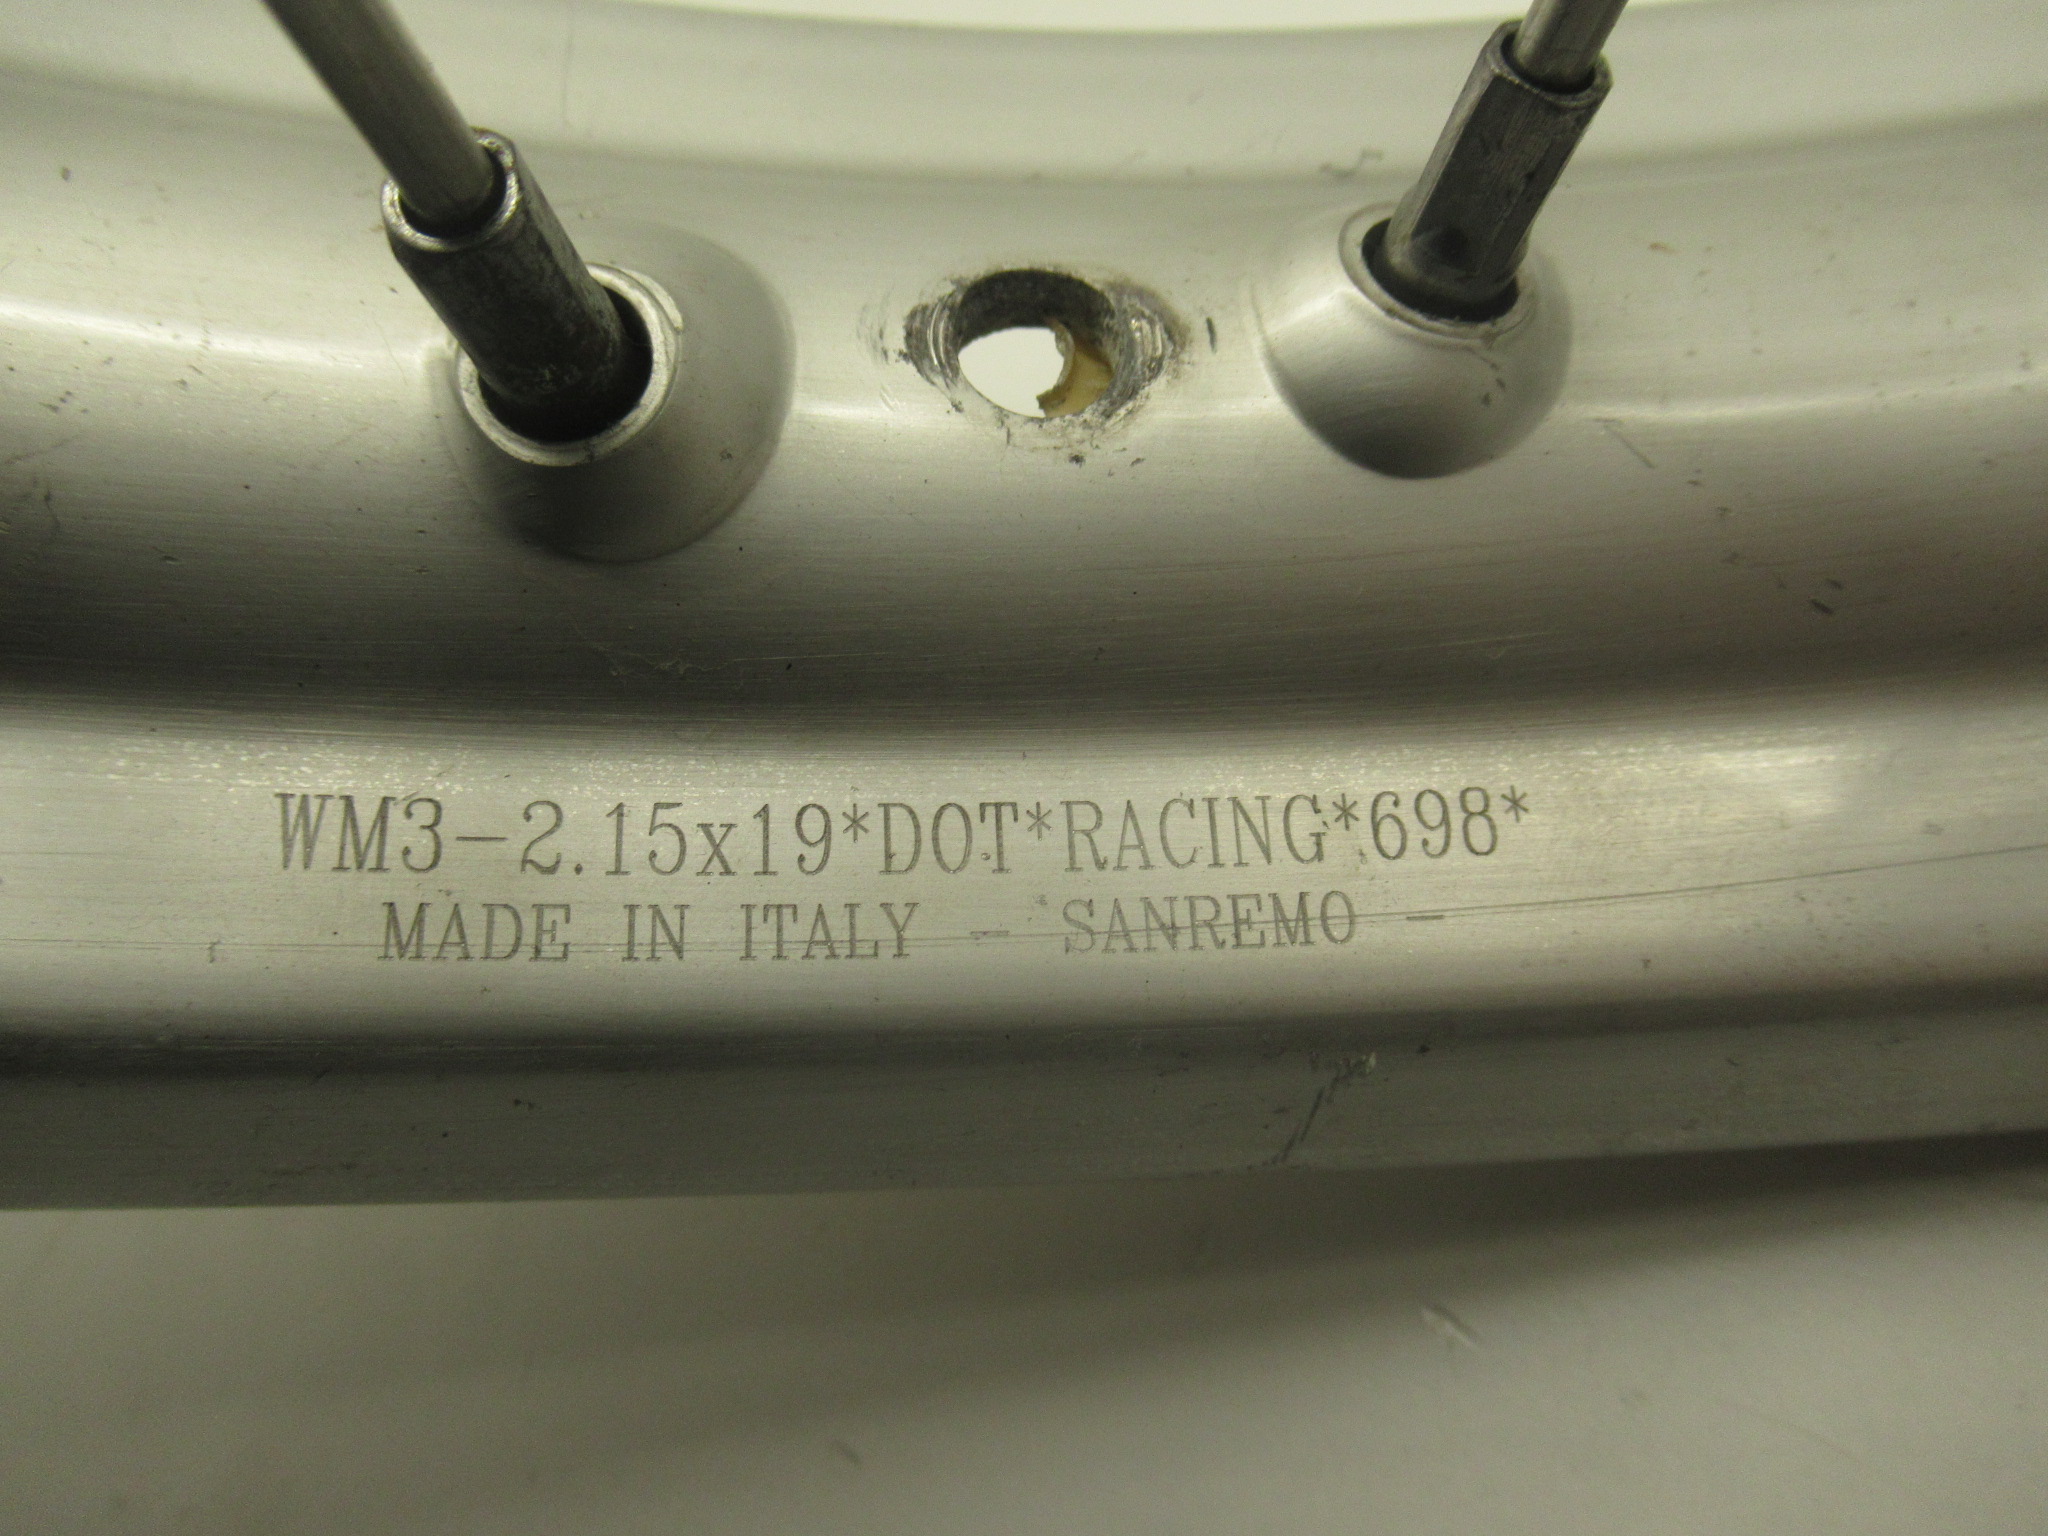 WM3-2.15x19*DOT*RACING*698*
MADE IN ITALY - SANREMO -